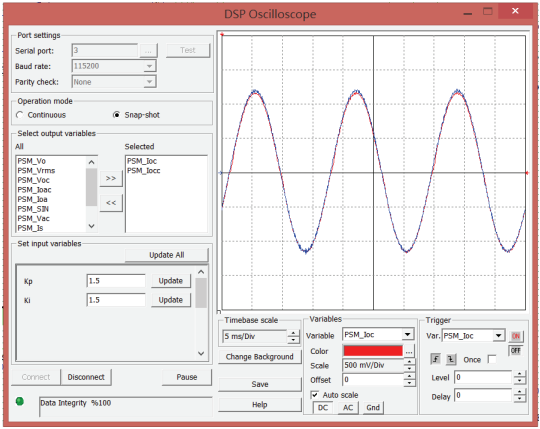 DSP Oscilloscope
Port settings
Serial port: 3 ... Test
Baud rate: 115200
Parity check: None
Operation mode
Continuous Snap-shot
Select output variables
All Selected
PSM_Vo PSM_Ioc
PSM_Vrms PSM_Iocc
PSM_Voc
PSM_Ioac >>
PSM_Ioa
PSM_SIN <<
PSM_Vac
PSM_Is
Set input variables
Update All
Kp 1.5 Update
Ki 1.5 Update
Connect Disconnect Pause
Data Integrity %100
Timebase scale
5 ms/Div
Change Background
Save
Help
Variables
Variable PSM_Ioc
Color ...
Scale 500 mV/Div
Offset 0
Auto scale
DC AC Gnd
Trigger
Var. PSM_Ioc ON
OFF
Once
Level 0
Delay 0